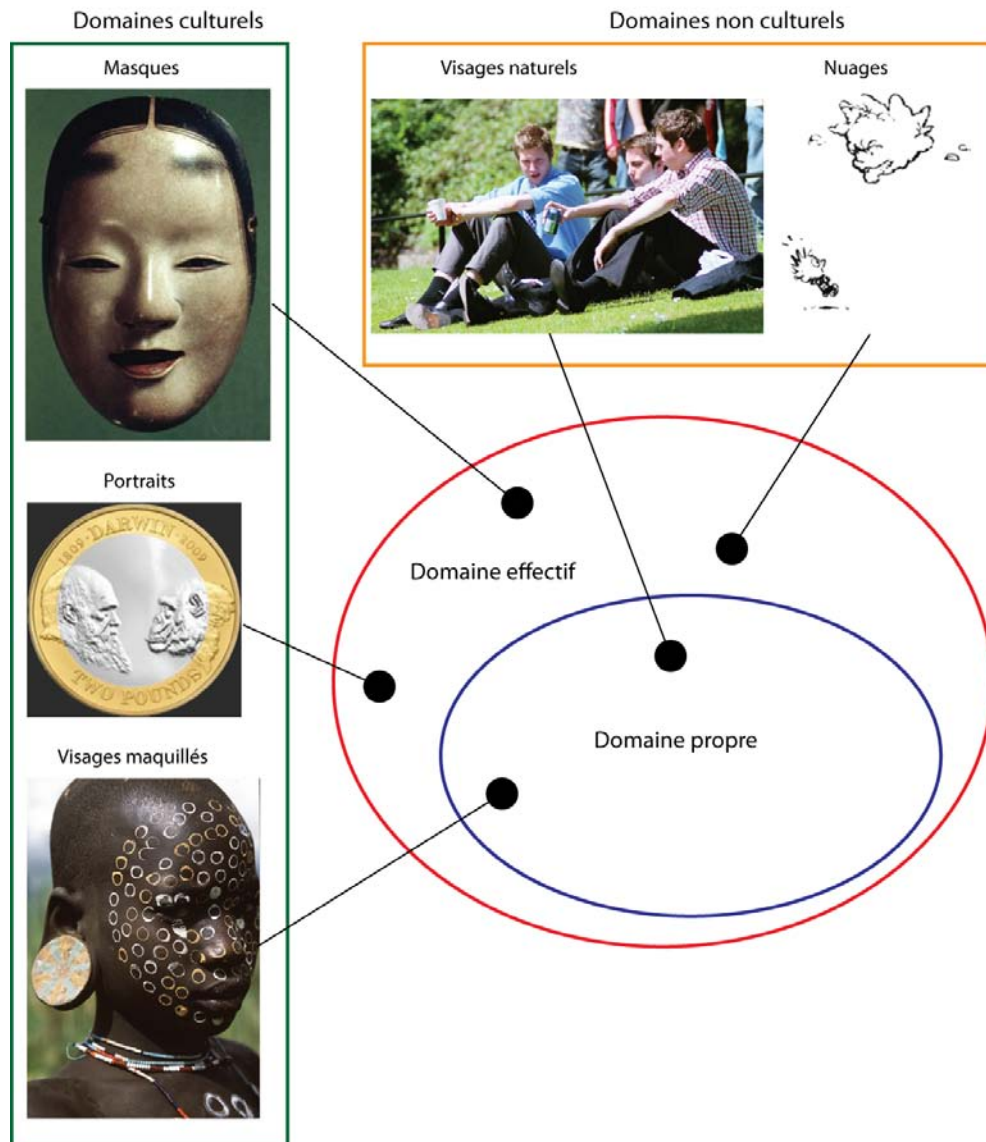 Domaines culturels
Domaines non culturels
Masques
Visages naturels
Nuages
Portraits
1809 · DARWIN · 2009
TWO POUNDS
Visages maquillés
Domaine effectif
Domaine propre